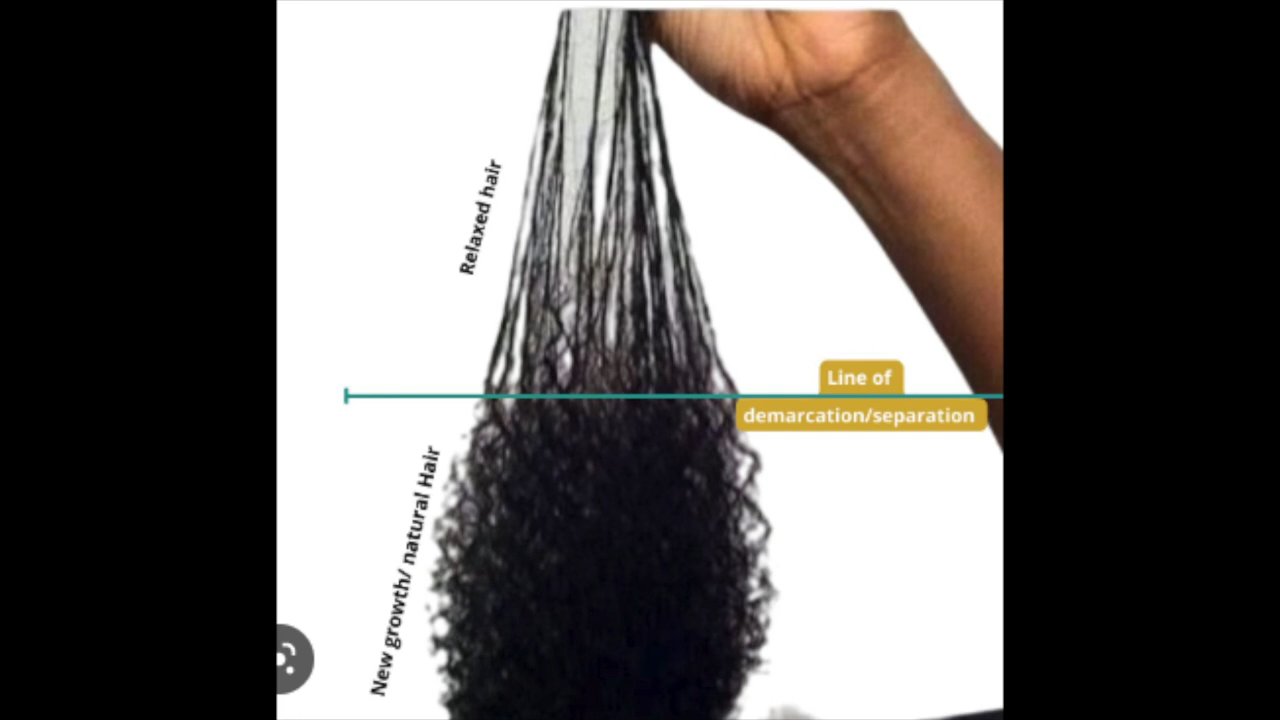 Relaxed hair
Line of
demarcation/separation
New growth/ natural Hair